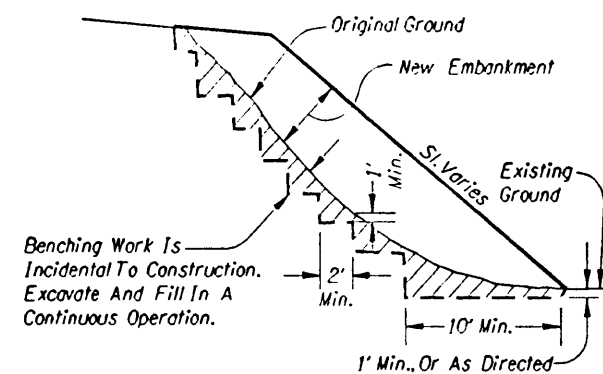 Original Ground
New Embankment
Sl. Varies
1'
Min.
Existing
Ground
Benching Work Is
Incidental To Construction.
Excavate And Fill In A
Continuous Operation.
2'
Min.
10' Min.
1' Min., Or As Directed